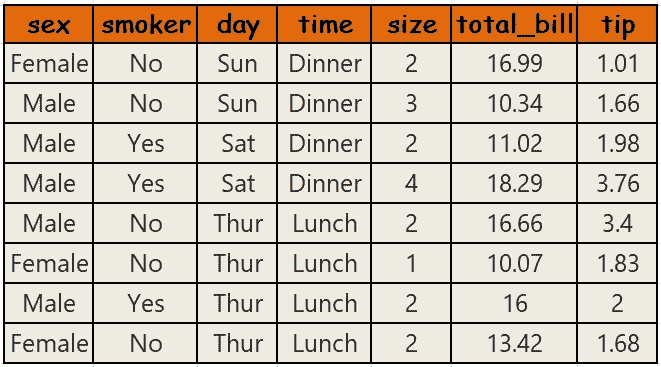 sex smoker day time size total_bill tip
Female No Sun Dinner 2 16.99 1.01
Male No Sun Dinner 3 10.34 1.66
Male Yes Sat Dinner 2 11.02 1.98
Male Yes Sat Dinner 4 18.29 3.76
Male No Thur Lunch 2 16.66 3.4
Female No Thur Lunch 1 10.07 1.83
Male Yes Thur Lunch 2 16 2
Female No Thur Lunch 2 13.42 1.68